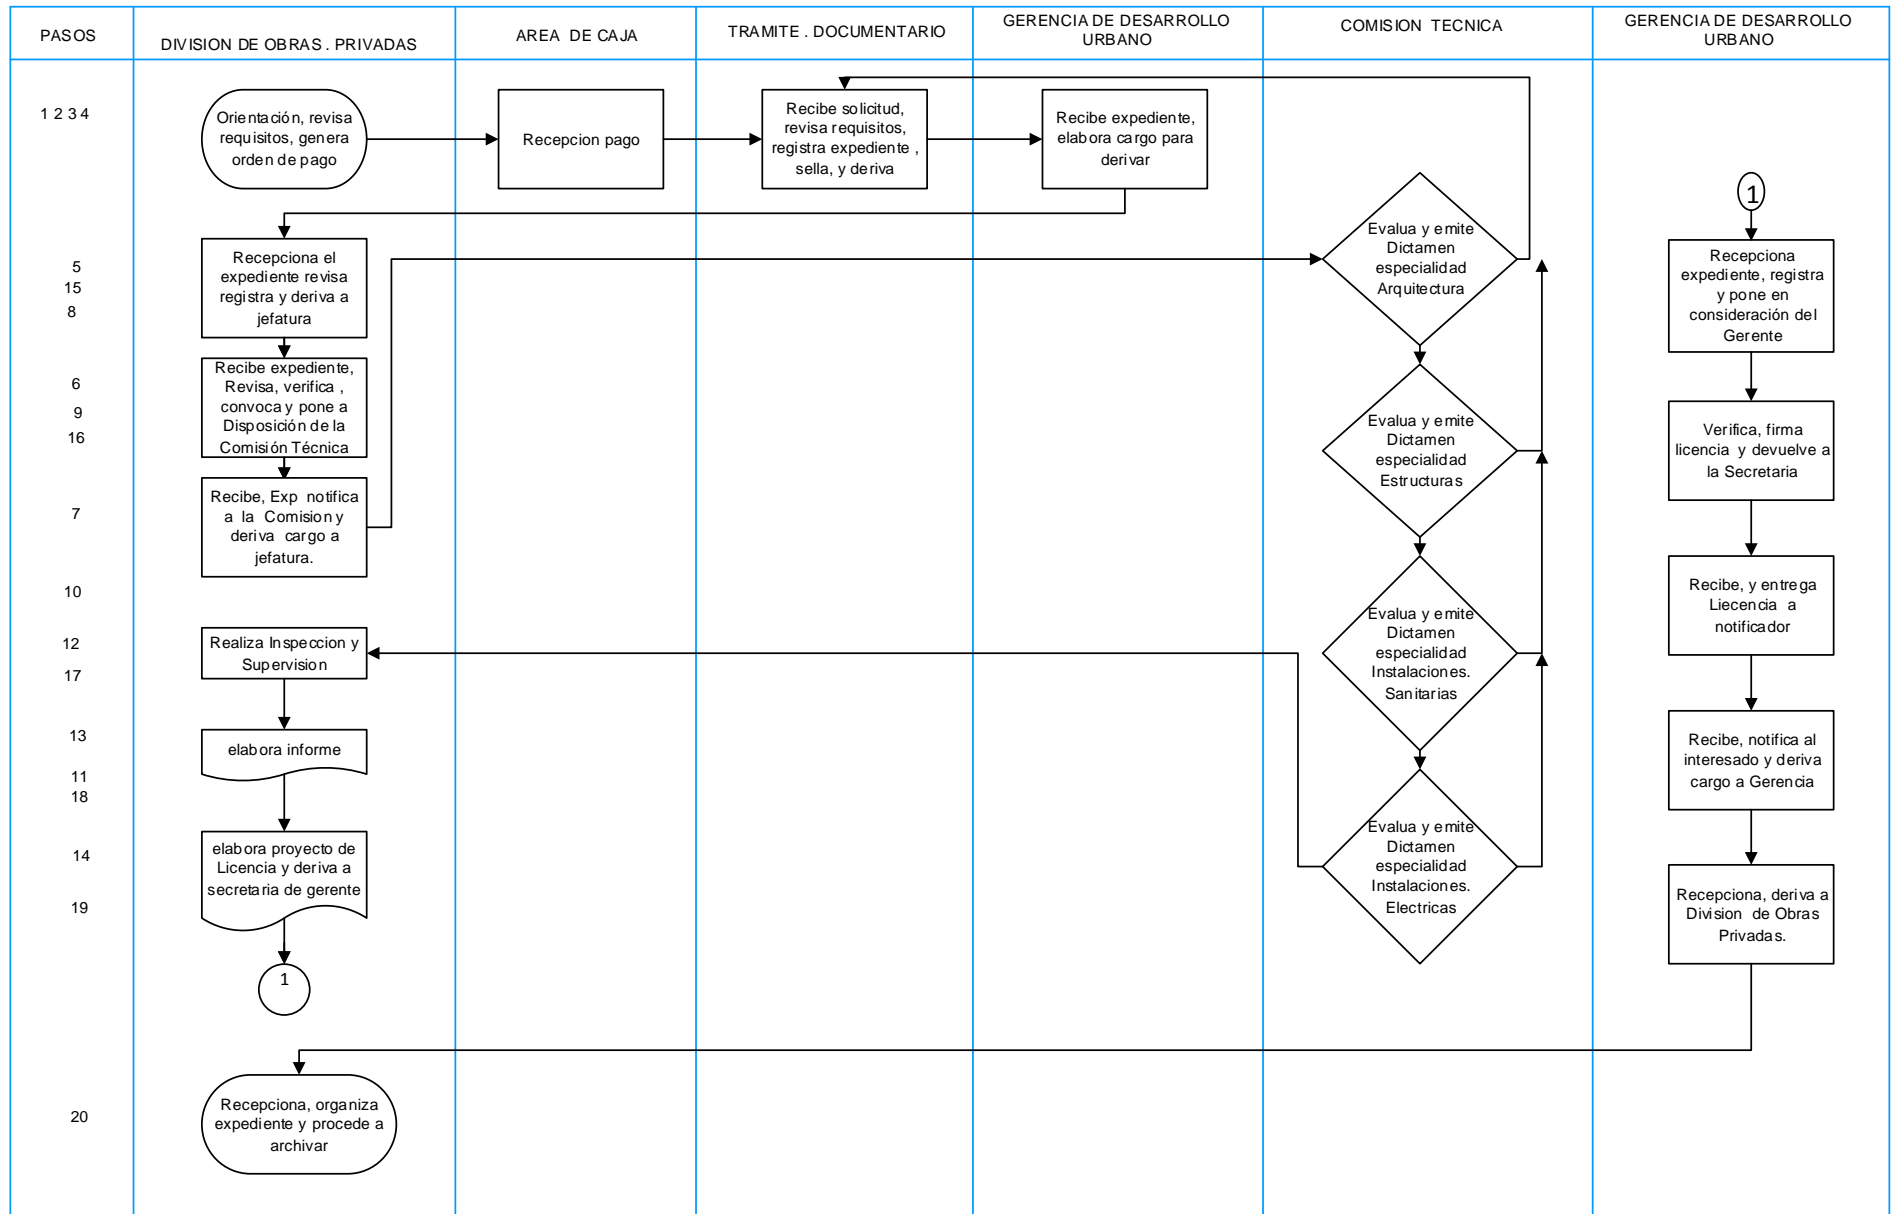 PASOS
DIVISION DE OBRAS . PRIVADAS
AREA DE CAJA
TRAMITE . DOCUMENTARIO
GERENCIA DE DESARROLLO
URBANO
COMISION TECNICA
GERENCIA DE DESARROLLO
URBANO
1 2 3 4
Orientación, revisa
requisitos, genera
orden de pago
Recepcion pago
Recibe solicitud,
revisa requisitos,
registra expediente ,
sella, y deriva
Recibe expediente,
elabora cargo para
derivar
5
15
8
Recepciona el
expediente revisa
registra y deriva a
jefatura
6
9
16
Recibe expediente,
Revisa, verifica ,
convoca y pone a
Disposición de la
Comisión Técnica
7
Recibe, Exp notifica
a la Comision y
deriva cargo a
jefatura.
10
12
17
Realiza Inspeccion y
Supervision
13
elabora informe
11
18
14
19
elabora proyecto de
Licencia y deriva a
secretaria de gerente
1
20
Recepciona, organiza
expediente y procede a
archivar
Evalua y emite
Dictamen
especialidad
Arquitectura
Evalua y emite
Dictamen
especialidad
Estructuras
Evalua y emite
Dictamen
especialidad
Instalaciones.
Sanitarias
Evalua y emite
Dictamen
especialidad
Instalaciones.
Electricas
1
Recepciona
expediente, registra
y pone en
consideración del
Gerente
Verifica, firma
licencia y devuelve a
la Secretaria
Recibe, y entrega
Liecencia a
notificador
Recibe, notifica al
interesado y deriva
cargo a Gerencia
Recepciona, deriva a
Division de Obras
Privadas.